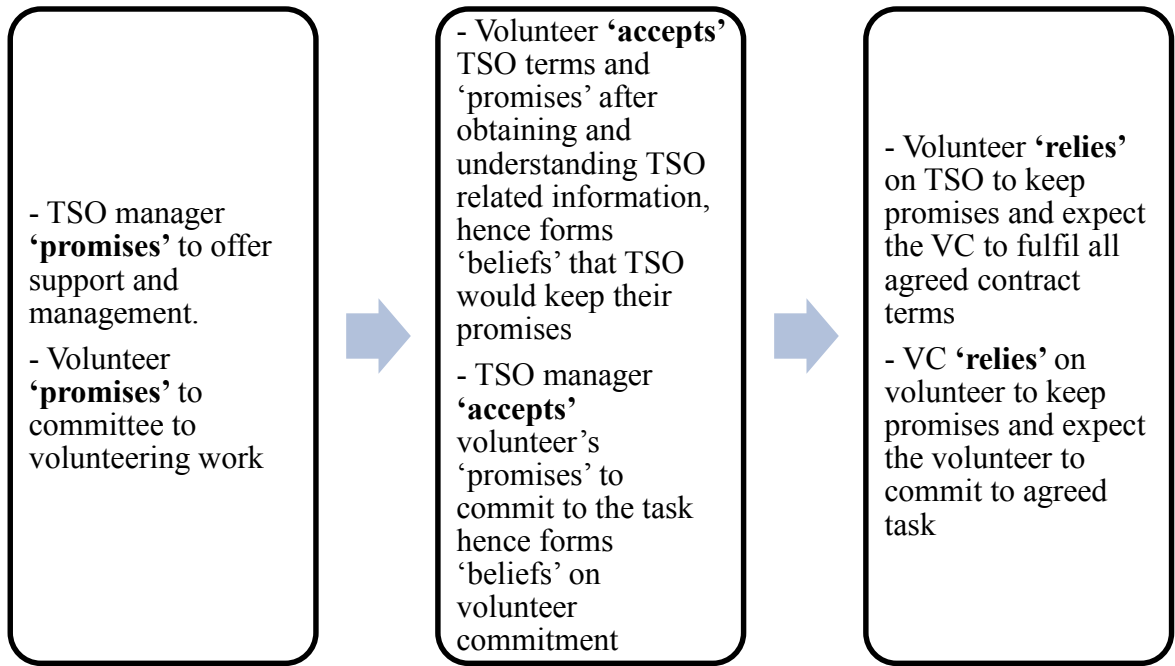 - TSO manager
‘promises’ to offer
support and
management.
- Volunteer
‘promises’ to
committee to
volunteering work
- Volunteer ‘accepts’
TSO terms and
‘promises’ after
obtaining and
understanding TSO
related information,
hence forms
‘beliefs’ that TSO
would keep their
promises
- TSO manager
‘accepts’
volunteer’s
‘promises’ to
commit to the task
hence forms
‘beliefs’ on
volunteer
commitment
- Volunteer ‘relies’
on TSO to keep
promises and expect
the VC to fulfil all
agreed contract
terms
- VC ‘relies’ on
volunteer to keep
promises and expect
the volunteer to
commit to agreed
task